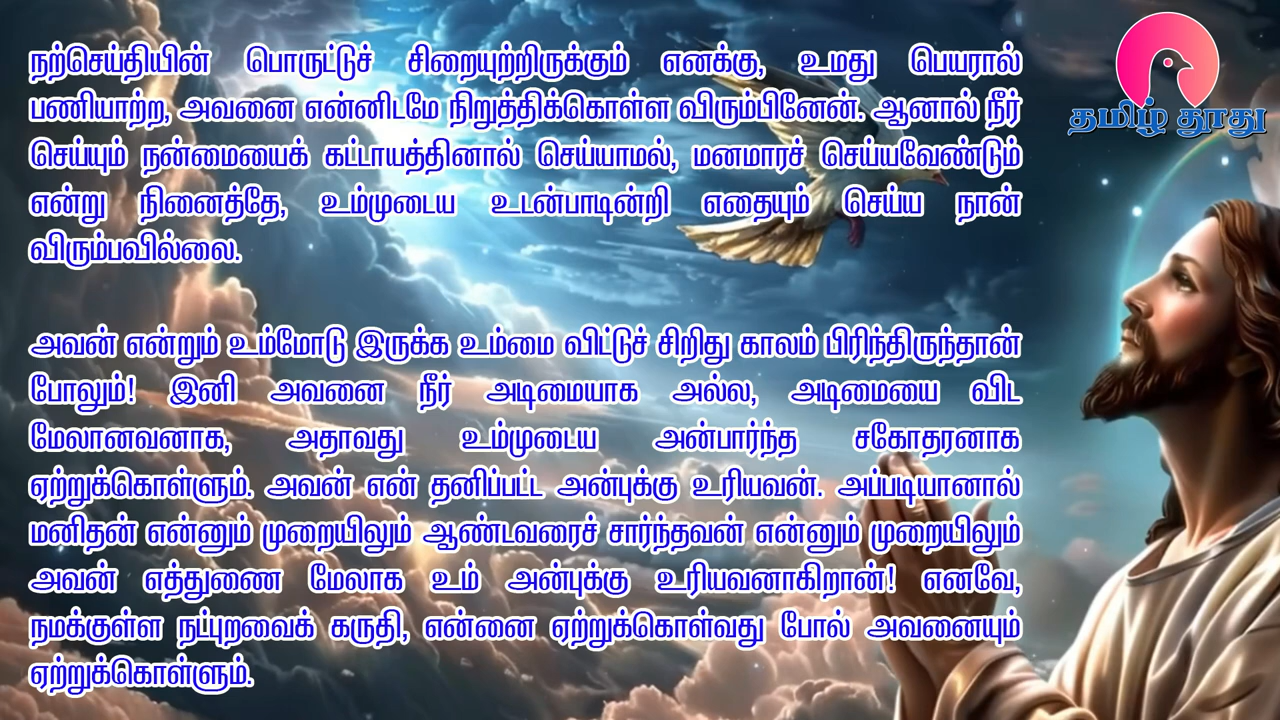 நற்செய்தியின் பொருட்டுச் சிறையுற்றிருக்கும் எனக்கு, உமது பெயரால்
பணியாற்ற, அவனை என்னிடமே நிறுத்திக்கொள்ள விரும்பினேன். ஆனால் நீர்
செய்யும் நன்மையைக் கட்டாயத்தினால் செய்யாமல், மனமாரச் செய்யவேண்டும்
என்று நினைத்தே, உம்முடைய உடன்பாடின்றி எதையும் செய்ய நான்
விரும்பவில்லை.
அவன் என்றும் உம்மோடு இருக்க உம்மை விட்டுச் சிறிது காலம் பிரிந்திருந்தான்
போலும்! இனி அவனை நீர் அடிமையாக அல்ல, அடிமையை விட
மேலானவனாக, அதாவது உம்முடைய அன்பார்ந்த சகோதரனாக
ஏற்றுக்கொள்ளும். அவன் என் தனிப்பட்ட அன்புக்கு உரியவன். அப்படியானால்
மனிதன் என்னும் முறையிலும் ஆண்டவரைச் சார்ந்தவன் என்னும் முறையிலும்
அவன் எத்துணை மேலாக உம் அன்புக்கு உரியவனாகிறான்! எனவே,
நமக்குள்ள நட்புறவைக் கருதி, என்னை ஏற்றுக்கொள்வது போல் அவனையும்
ஏற்றுக்கொள்ளும்.
தமிழ் தூது